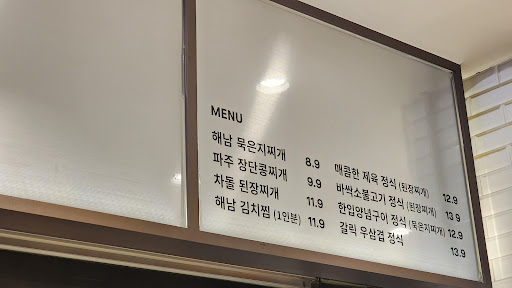 MENU
해남 묵은지찌개 8.9
파주 장단콩찌개 9.9
차돌 된장찌개 11.9
해남 김치찜 (1인분) 11.9
매콤한 제육 정식 (된장찌개) 12.9
바싹소불고기 정식 (된장찌개) 13.9
한입양념구이 정식 (묵은지찌개) 12.9
갈릭 우삼겹 정식 13.9